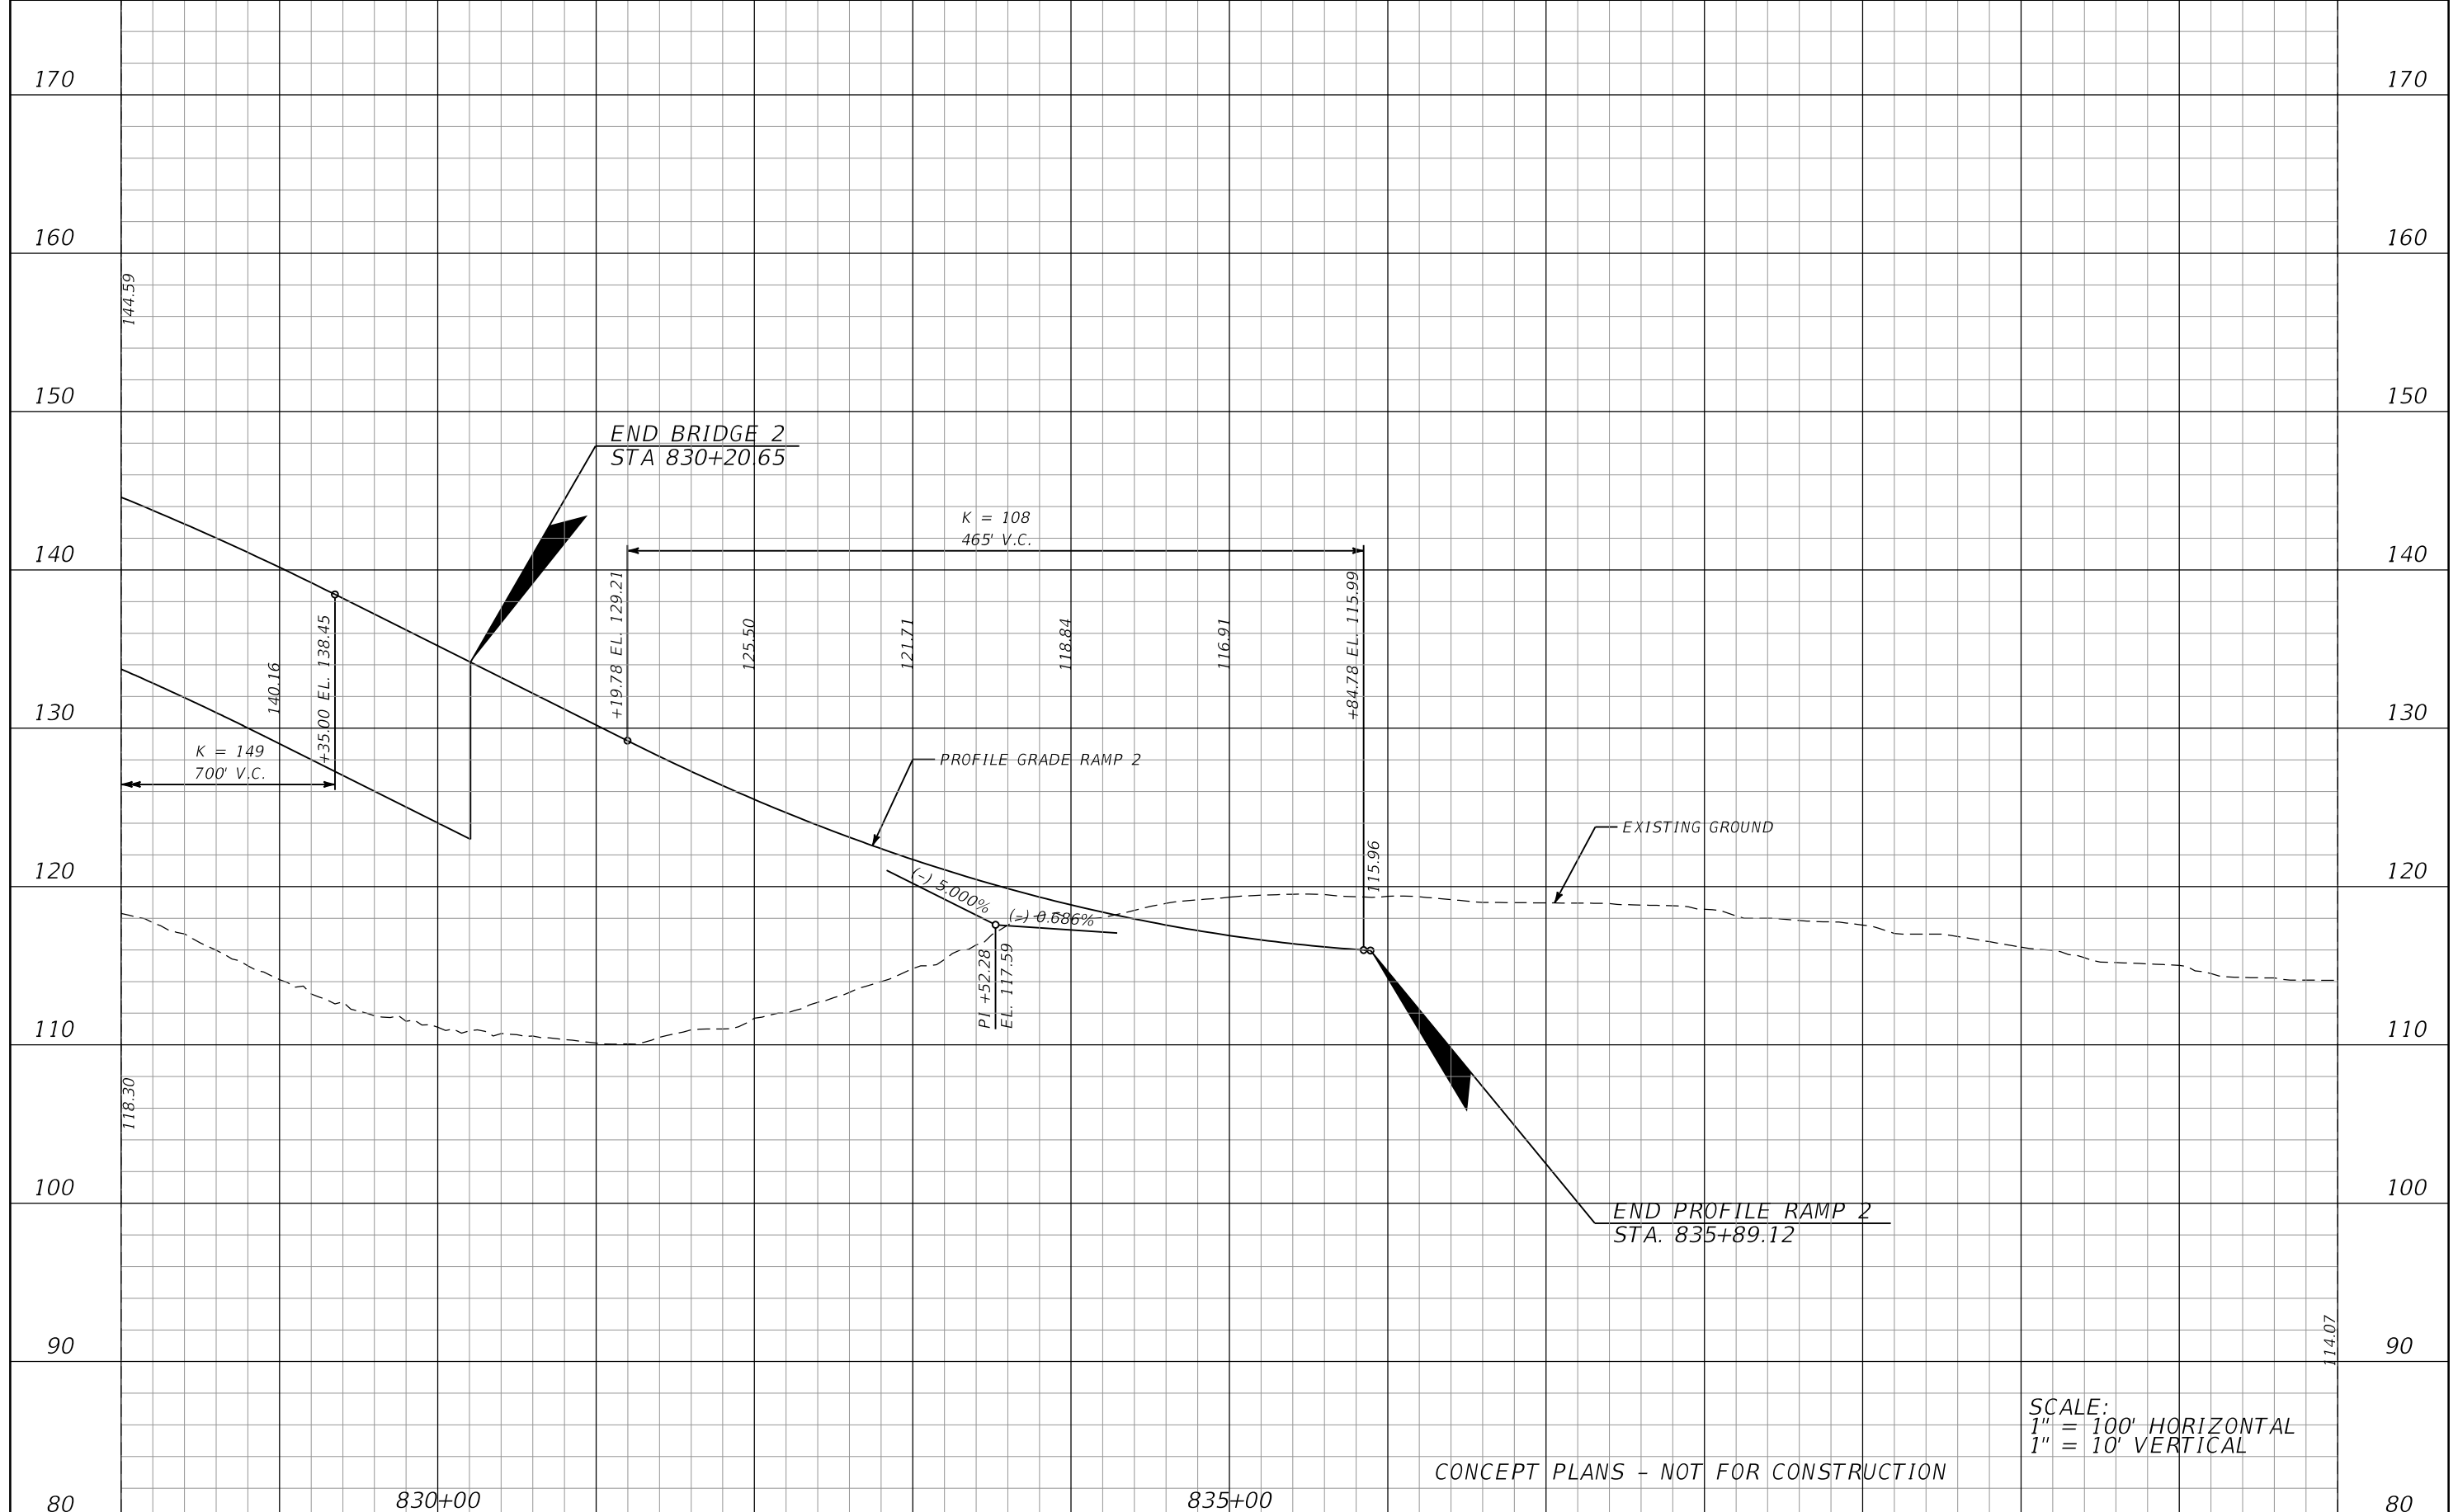 170
170
160
160
144.59
150
150
END BRIDGE 2
STA 830+20.65
K = 108
465' V.C.
140
140
+19.78 EL. 129.21
125.50
121.71
118.84
116.91
+84.78 EL. 115.99
140.16
+35.00 EL. 138.45
130
130
K = 149
700' V.C.
PROFILE GRADE RAMP 2
EXISTING GROUND
115.96
120
120
(-) 5.000%
(-) 0.686%
PI +52.28
EL. 117.59
110
110
118.30
100
100
END PROFILE RAMP 2
STA. 835+89.12
90
90
114.07
SCALE:
1" = 100' HORIZONTAL
1" = 10' VERTICAL
CONCEPT PLANS - NOT FOR CONSTRUCTION
80
830+00
835+00
80